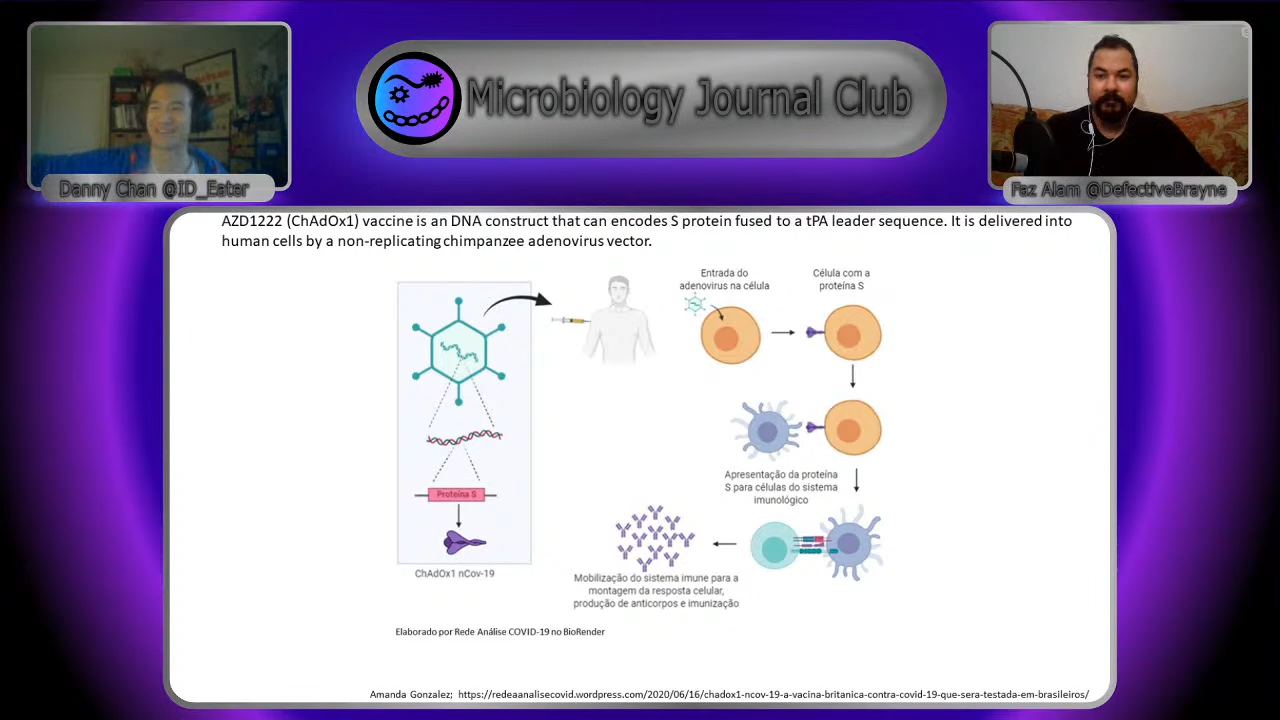 Microbiology Journal Club
Danny Chan @ID_Eater
Faz Alam @DefectiveBrayne
AZD1222 (ChAdOx1) vaccine is an DNA construct that can encodes S protein fused to a tPA leader sequence. It is delivered into
human cells by a non-replicating chimpanzee adenovirus vector.
Entrada do
adenovirus na célula
Célula com a
proteína S
Apresentação da proteína
S para células do sistema
imunológico
Proteína S
ChAdOx1 nCov-19
Mobilização do sistema imune para a
montagem da resposta celular,
produção de anticorpos e imunização
Elaborado por Rede Análise COVID-19 no BioRender
Amanda Gonzalez; https://redeaanalisecovid.wordpress.com/2020/06/16/chadox1-ncov-19-a-vacina-britanica-contra-covid-19-que-sera-testada-em-brasileiros/